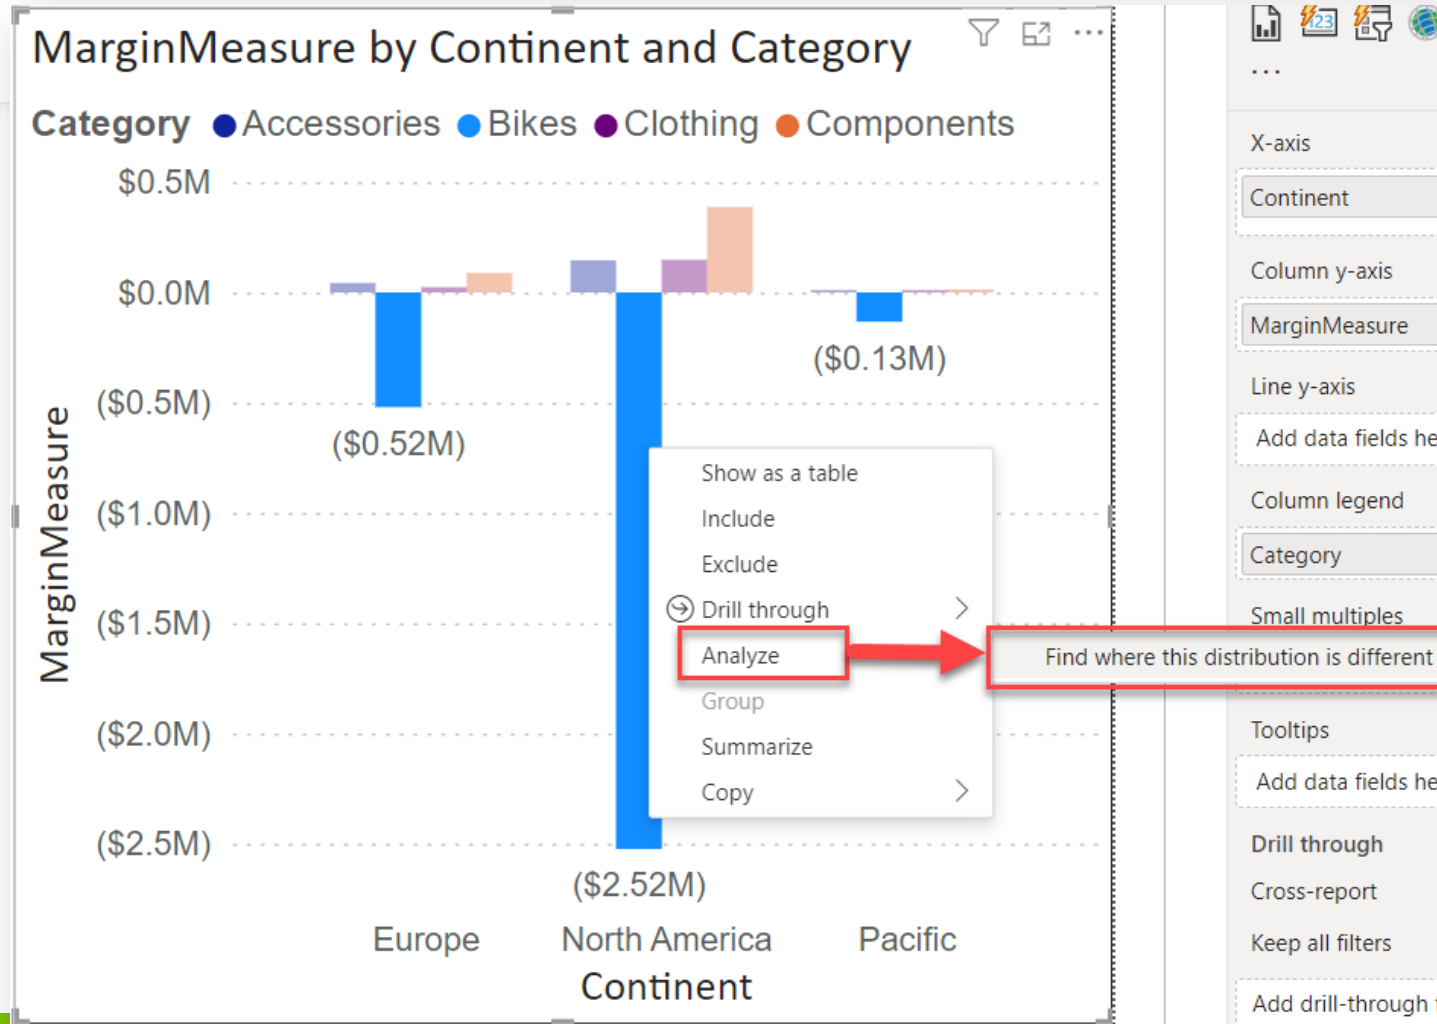 MarginMeasure by Continent and Category
Category Accessories Bikes Clothing Components
$0.5M
$0.0M
($0.5M)
($1.0M)
($1.5M)
($2.0M)
($2.5M)
MarginMeasure
($0.52M)
($2.52M)
($0.13M)
Europe North America Pacific
Continent
Show as a table
Include
Exclude
Drill through
Analyze
Group
Summarize
Copy
Find where this distribution is different
123
...
X-axis
Continent
Column y-axis
MarginMeasure
Line y-axis
Add data fields he
Column legend
Category
Small multiples
Tooltips
Add data fields he
Drill through
Cross-report
Keep all filters
Add drill-through